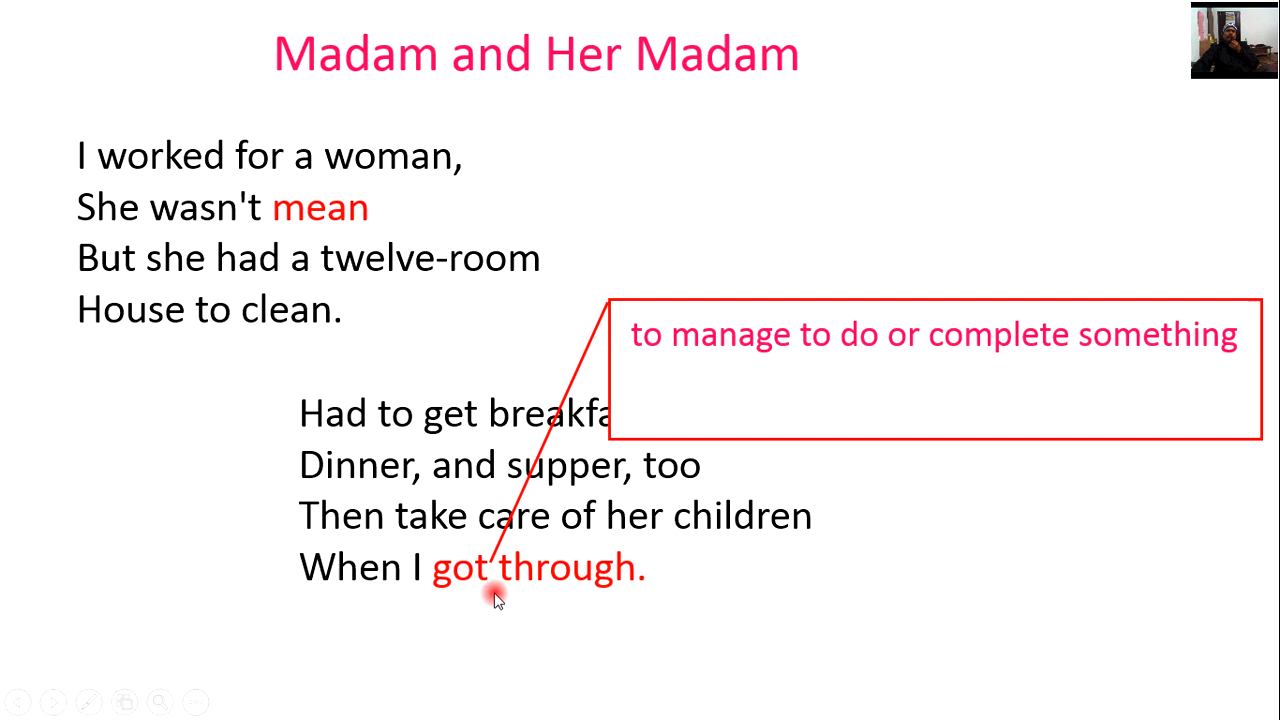 Madam and Her Madam
I worked for a woman,
She wasn't mean
But she had a twelve-room
House to clean.
to manage to do or complete something
Had to get
Dinner, and supper, too
Then take care of her children
When I got through.